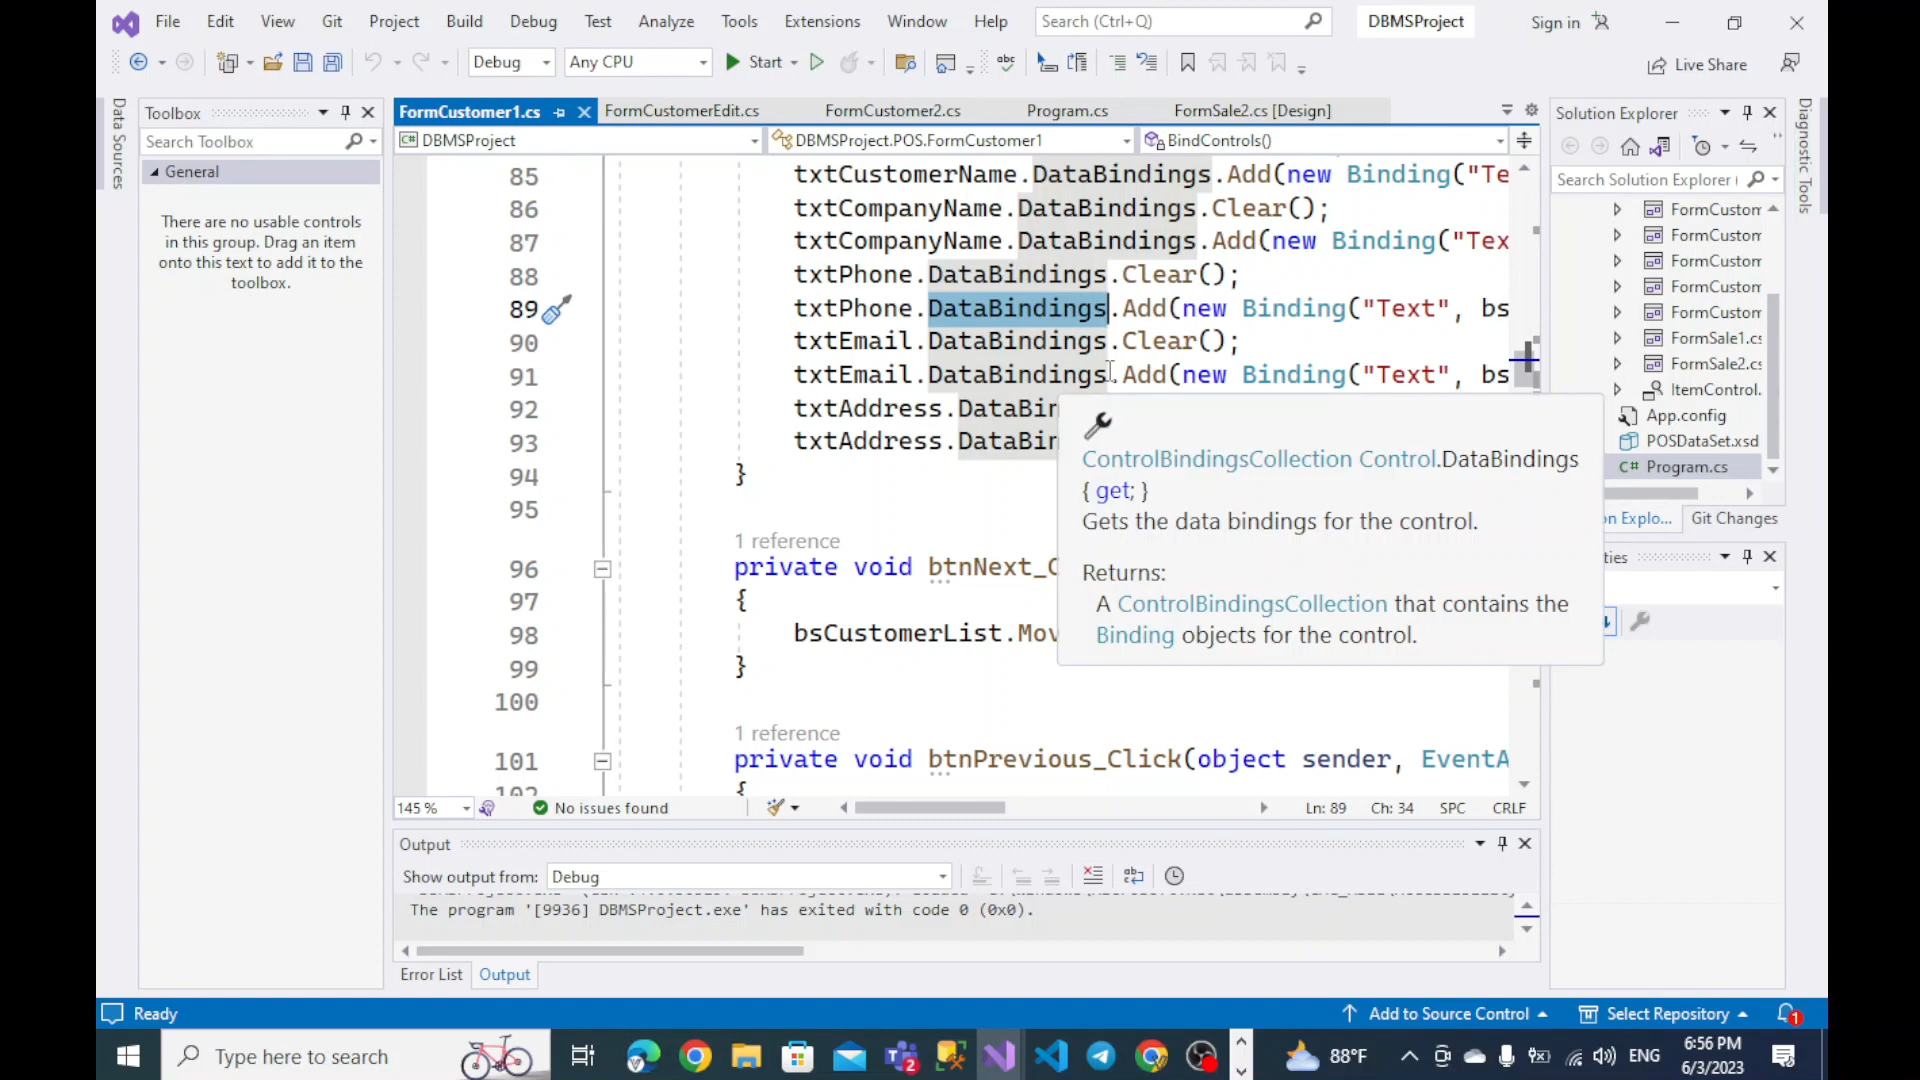 File Edit View Git Project Build Debug Test Analyze Tools Extensions Window Help Search (Ctrl+Q) DBMSProject Sign in
Debug Any CPU Start Live Share
Data Sources
Toolbox
Search Toolbox
General
There are no usable controls
in this group. Drag an item
onto this text to add it to the
toolbox.
FormCustomer1.cs FormCustomerEdit.cs FormCustomer2.cs Program.cs FormSale2.cs [Design]
DBMSProject DBMSProject.POS.FormCustomer1 BindControls()
85 txtCustomerName.DataBindings.Add(new Binding("Te
86 txtCompanyName.DataBindings.Clear();
87 txtCompanyName.DataBindings.Add(new Binding("Tex
88 txtPhone.DataBindings.Clear();
89 txtPhone.DataBindings.Add(new Binding("Text", bs
90 txtEmail.DataBindings.Clear();
91 txtEmail.DataBindings.Add(new Binding("Text", bs
92 txtAddress.DataBin
93 txtAddress.DataBin
94 }
95
1 reference
96 private void btnNext_C
97 {
98 bsCustomerList.Mov
99 }
100
1 reference
101 private void btnPrevious_Click(object sender, EventA
102 {
ControlBindingsCollection Control.DataBindings
{ get; }
Gets the data bindings for the control.
Returns:
A ControlBindingsCollection that contains the
Binding objects for the control.
145 % No issues found Ln: 89 Ch: 34 SPC CRLF
Output
Show output from: Debug
The program '[9936] DBMSProject.exe' has exited with code 0 (0x0).
Error List Output
Solution Explorer
Search Solution Explorer (
FormCustom
FormCustom
FormCustom
FormCustom
FormCustom
FormSale1.cs
FormSale2.cs
ItemControl.
App.config
POSDataSet.xsd
C# Program.cs
on Explo... Git Changes
ties
Diagnostic Tools
Ready Add to Source Control Select Repository 1
Type here to search 2 88°F ENG 6:56 PM
6/3/2023